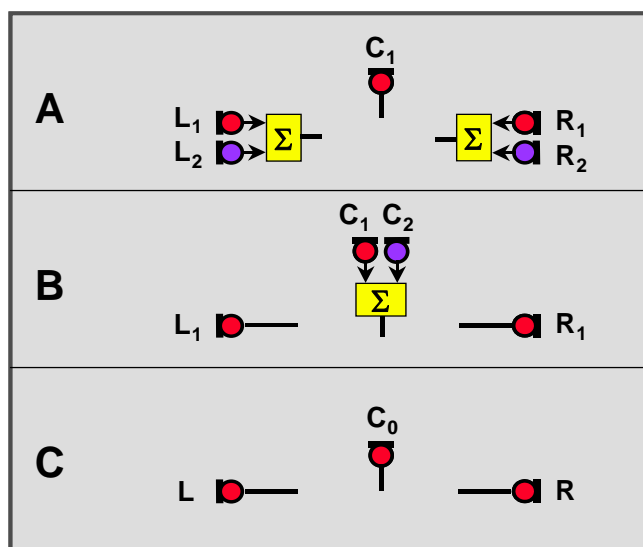 C₁
A
L₁ Σ Σ R₁
L₂ R₂
C₁ C₂
B
Σ
L₁ R₁
C₀
C
L R